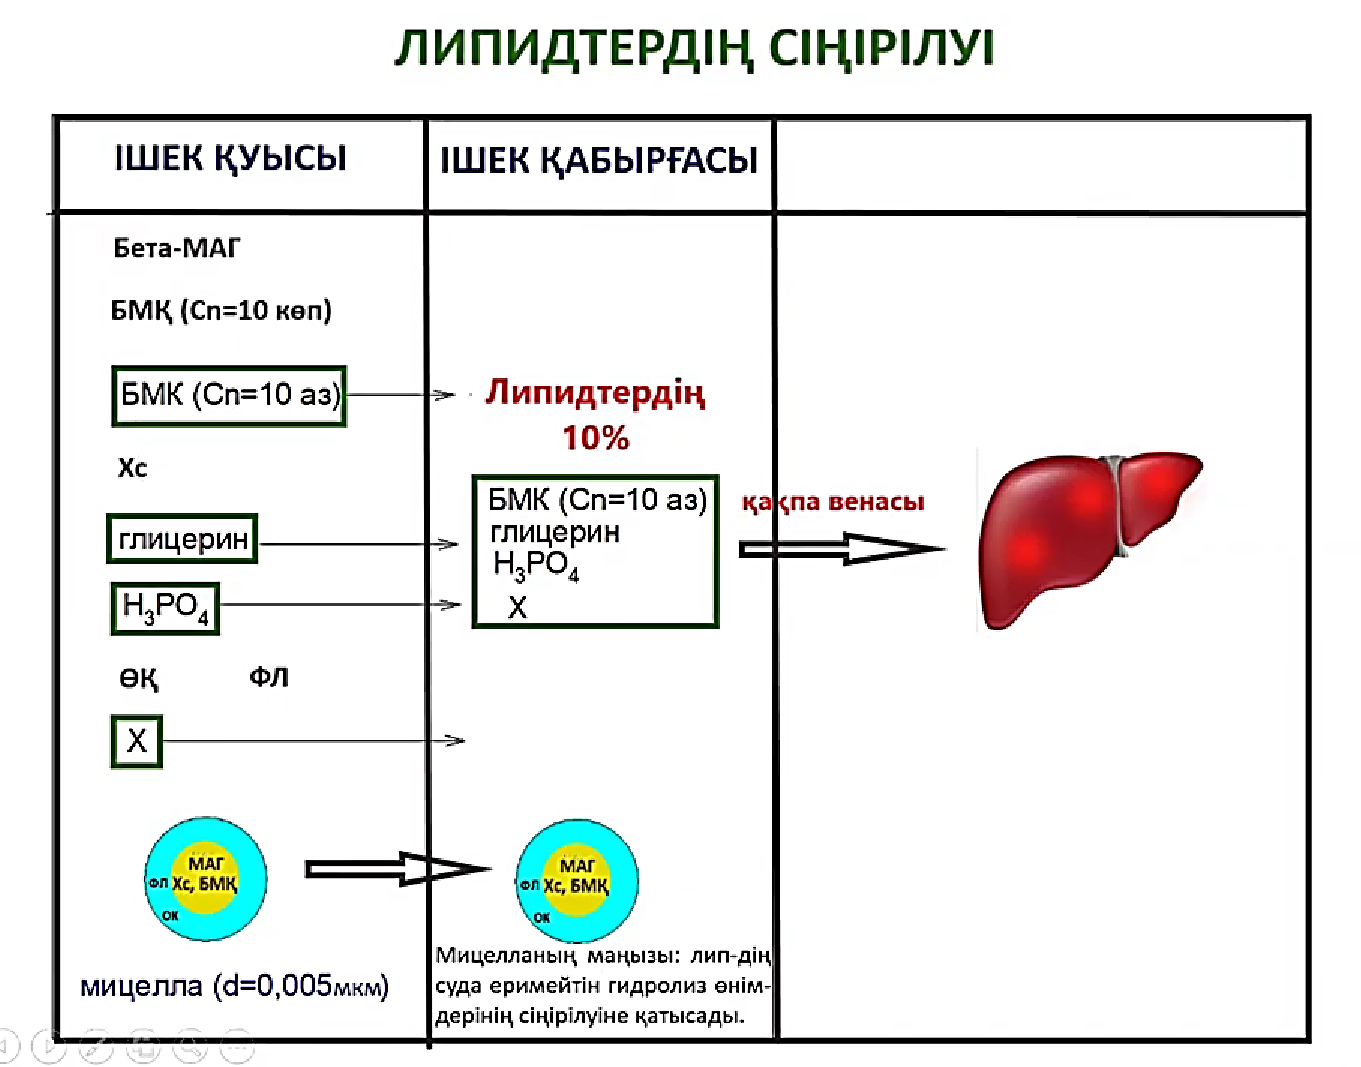 ЛИПИДТЕРДІҢ СІҢІРІЛУІ
ІШЕК ҚУЫСЫ
ІШЕК ҚАБЫРҒАСЫ
Бета-МАГ
БМҚ (Cn=10 көп)
БМК (Cn=10 аз)
Хс
глицерин
H₃PO₄
ӨҚ ФЛ
Х
МАГ
ФЛ Хс, БМҚ
ОК
мицелла (d=0,005мкм)
Липидтердің
10%
БМК (Cn=10 аз)
глицерин
H₃PO₄
Х
МАГ
ФЛ Хс, БМҚ
ОК
Мицелланың маңызы: лип-дің
суда еримейтін гидролиз өнім-
дерінің сіңірілуіне қатысады.
қақпа венасы